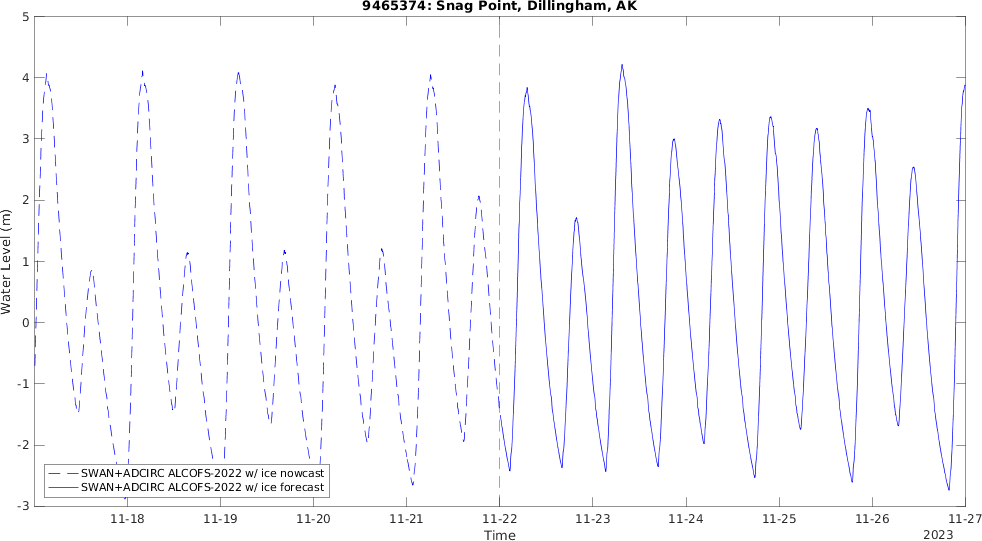 9465374: Snag Point, Dillingham, AK
5
4
3
2
1
0
-1
-2
-3
Water Level (m)
SWAN+ADCIRC ALCOFS-2022 w/ ice nowcast
SWAN+ADCIRC ALCOFS-2022 w/ ice forecast
11-18 11-19 11-20 11-21 11-22 11-23 11-24 11-25 11-26 11-27
Time 2023